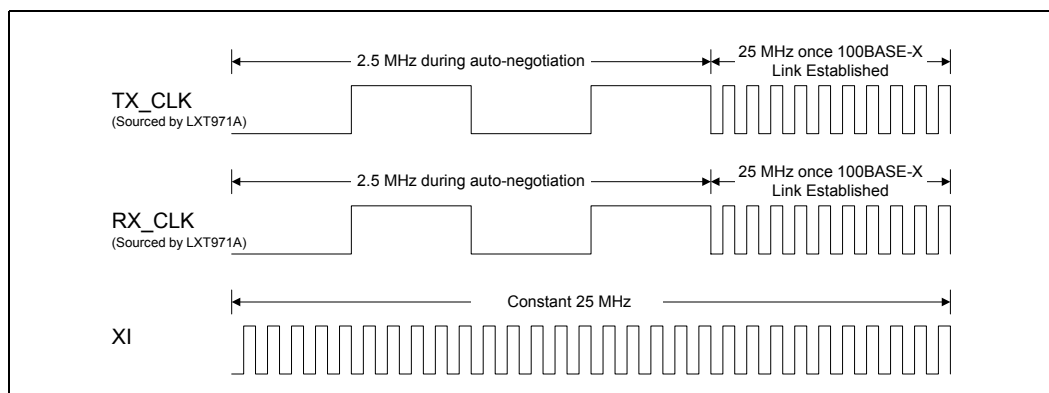 2.5 MHz during auto-negotiation
25 MHz once 100BASE-X
Link Established
TX_CLK
(Sourced by LXT971A)
2.5 MHz during auto-negotiation
25 MHz once 100BASE-X
Link Established
RX_CLK
(Sourced by LXT971A)
Constant 25 MHz
XI